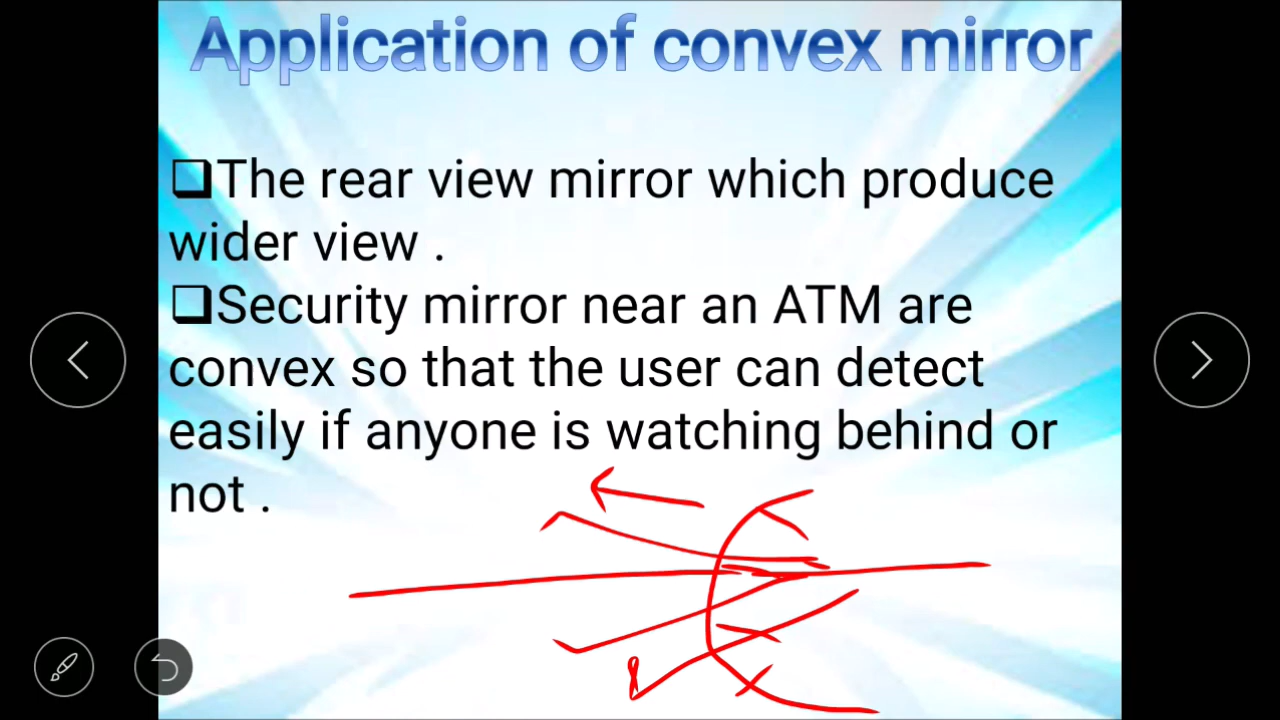 Application of convex mirror
❑The rear view mirror which produce
wider view .
❑Security mirror near an ATM are
convex so that the user can detect
easily if anyone is watching behind or
not .